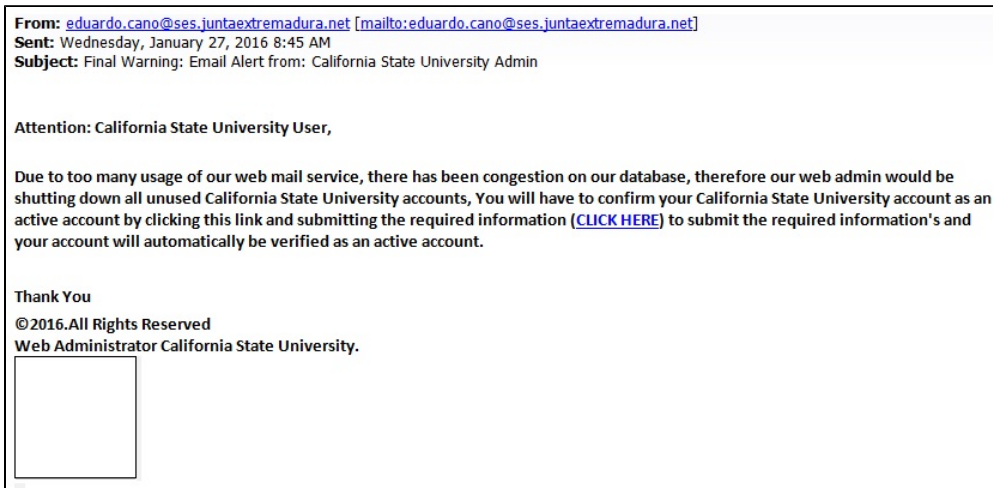 From: eduardo.cano@ses.juntaextremadura.net [mailto:eduardo.cano@ses.juntaextremadura.net]
Sent: Wednesday, January 27, 2016 8:45 AM
Subject: Final Warning: Email Alert from: California State University Admin
Attention: California State University User,
Due to too many usage of our web mail service, there has been congestion on our database, therefore our web admin would be
shutting down all unused California State University accounts, You will have to confirm your California State University account as an
active account by clicking this link and submitting the required information (CLICK HERE) to submit the required information's and
your account will automatically be verified as an active account.
Thank You
©2016.All Rights Reserved
Web Administrator California State University.